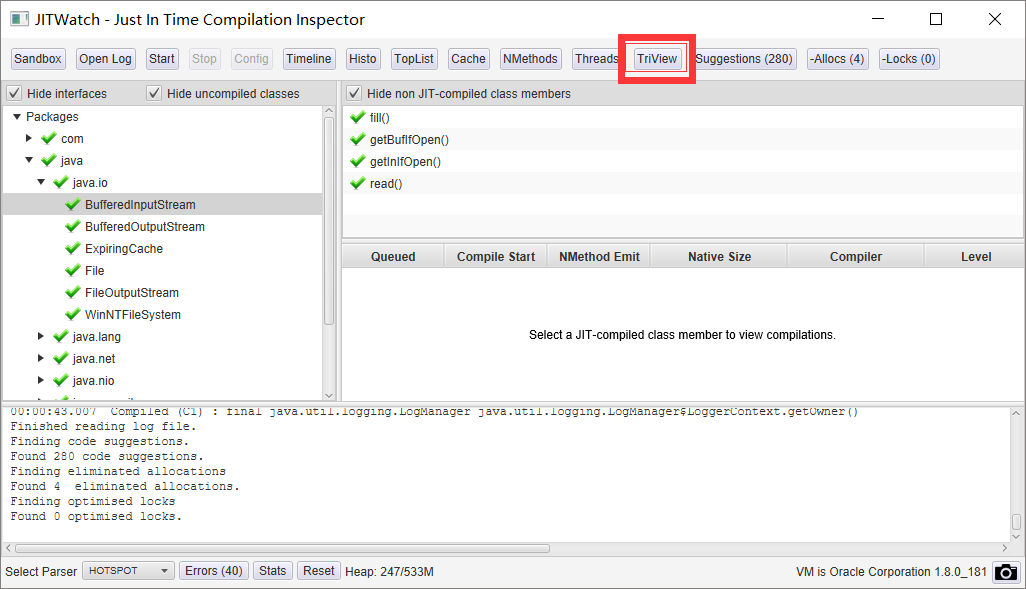 JITWatch - Just In Time Compilation Inspector
Sandbox Open Log Start Stop Config Timeline Histo TopList Cache NMethods Threads TriView Suggestions (280) -Allocs (4) -Locks (0)
Hide interfaces Hide uncompiled classes
Packages
com
java
java.io
BufferedInputStream
BufferedOutputStream
ExpiringCache
File
FileOutputStream
WinNTFileSystem
java.lang
java.net
java.nio
Hide non JIT-compiled class members
fill()
getBufIfOpen()
getInIfOpen()
read()
Queued Compile Start NMethod Emit Native Size Compiler Level
Select a JIT-compiled class member to view compilations.
00:00:43.007 Compiled (C1) : final java.util.logging.LogManager java.util.logging.LogManager$LoggerContext.getOwner()
Finished reading log file.
Finding code suggestions.
Found 280 code suggestions.
Finding eliminated allocations
Found 4  eliminated allocations.
Finding optimised locks
Found 0 optimised locks.
Select Parser HOTSPOT Errors (40) Stats Reset Heap: 247/533M VM is Oracle Corporation 1.8.0_181